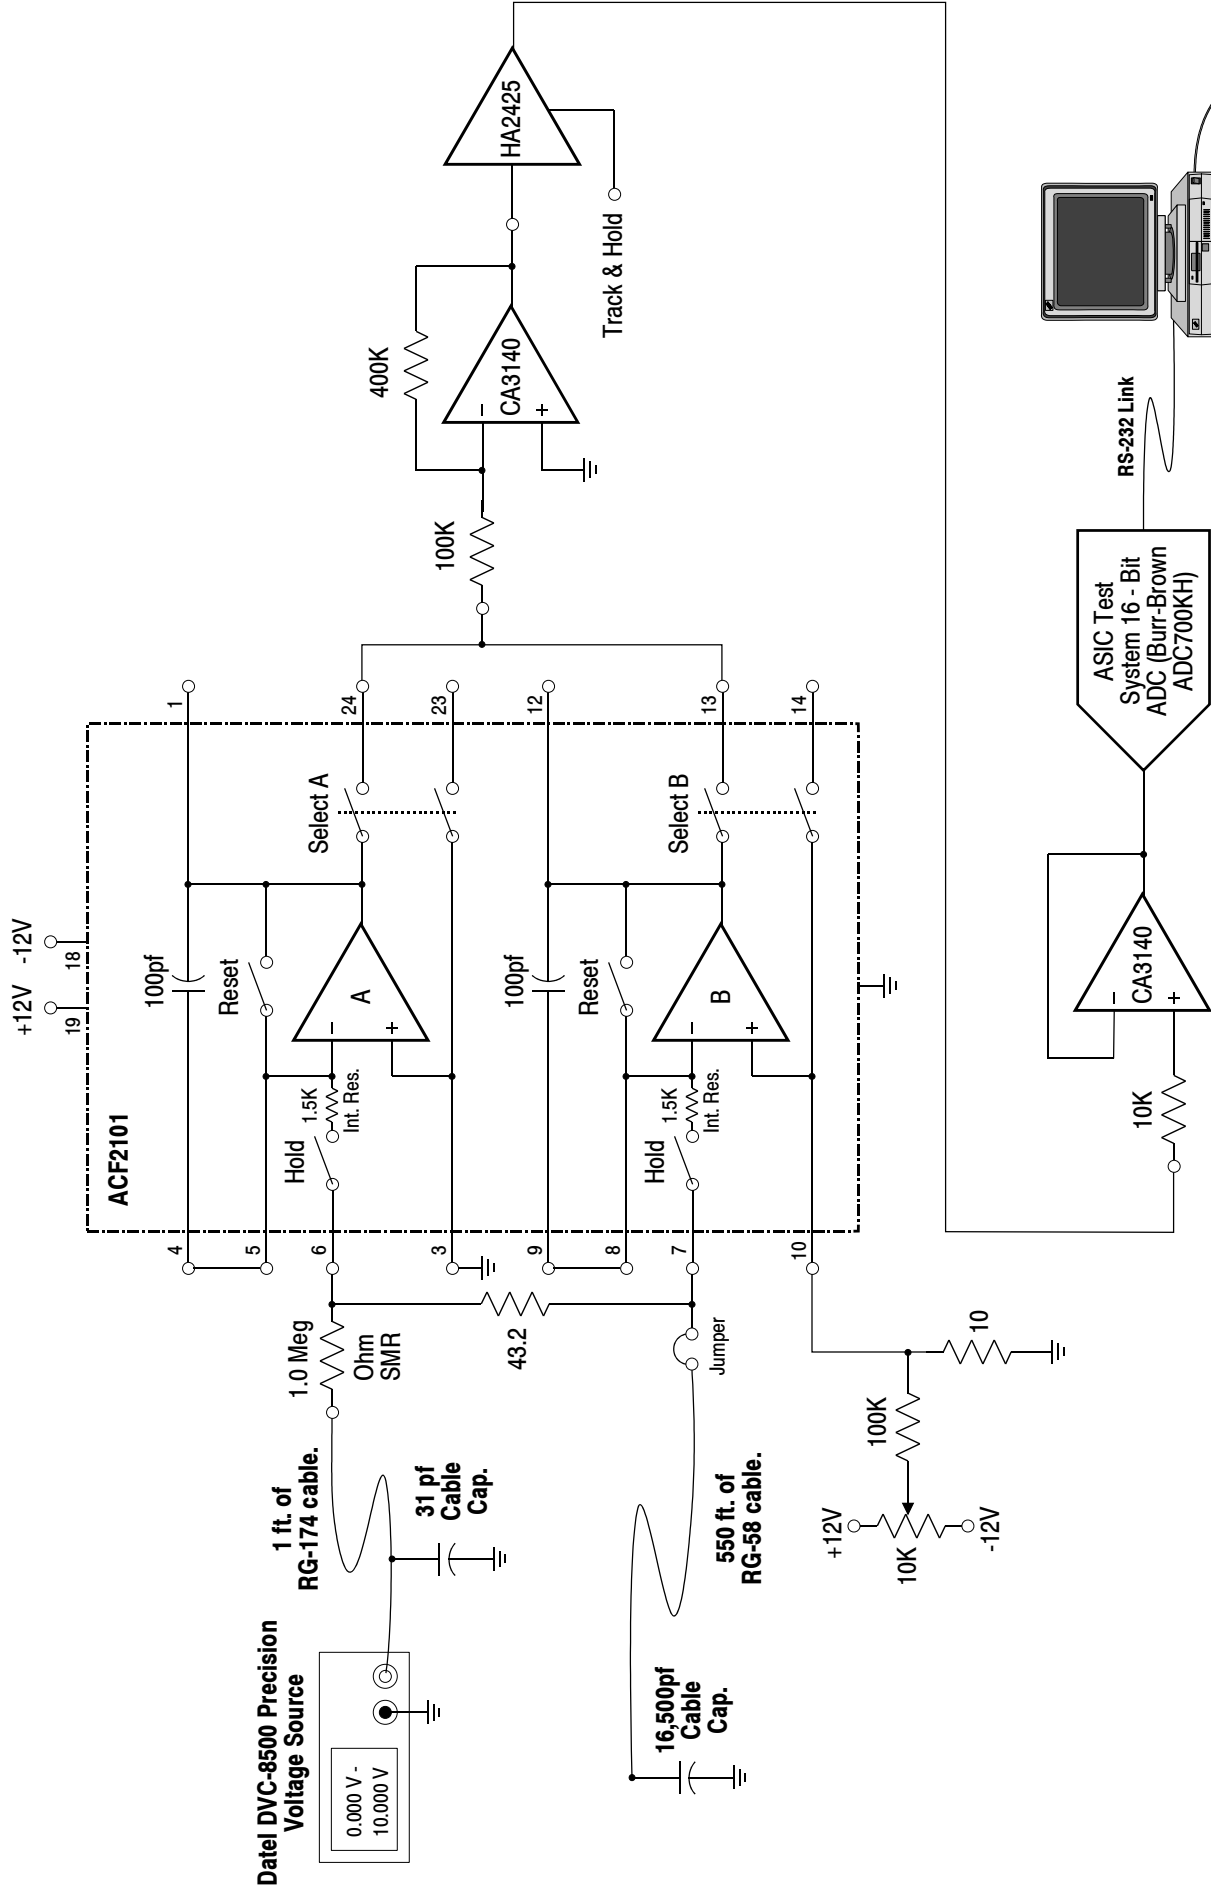 Datel DVC-8500 Precision
Voltage Source
0.000 V -
10.000 V
1 ft. of
RG-174 cable.
31 pf
Cable
Cap.
16,500pf
Cable
Cap.
550 ft. of
RG-58 cable.
1.0 Meg
Ohm
SMR
43.2
Jumper
+12V
10K
-12V
100K
10
ACF2101
+12V
19
-12V
18
4
5
6
3
9
8
7
10
100pf
Reset
Hold
1.5K
Int. Res.
A
-
+
Select A
1
24
23
100pf
Reset
Hold
1.5K
Int. Res.
B
-
+
Select B
12
13
14
100K
400K
CA3140
-
+
HA2425
Track & Hold
10K
CA3140
-
+
ASIC Test
System 16 - Bit
ADC (Burr-Brown
ADC700KH)
RS-232 Link